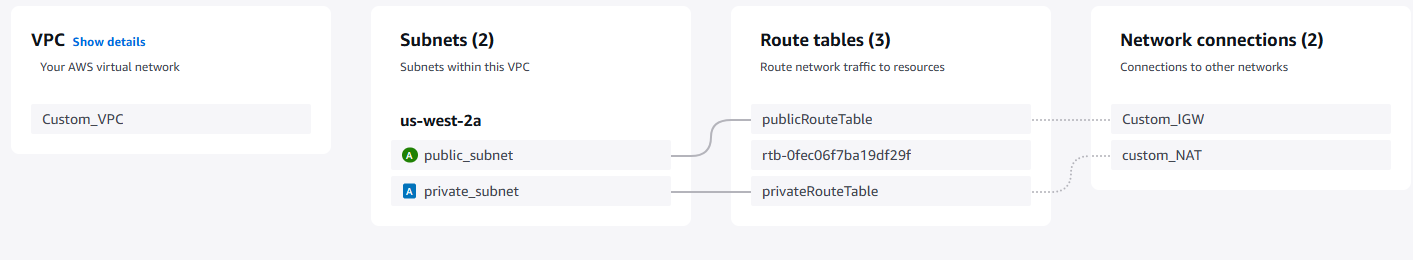 VPC Show details
Your AWS virtual network
Custom_VPC
Subnets (2)
Subnets within this VPC
us-west-2a
A public_subnet
A private_subnet
Route tables (3)
Route network traffic to resources
publicRouteTable
rtb-0fec06f7ba19df29f
privateRouteTable
Network connections (2)
Connections to other networks
Custom_IGW
custom_NAT